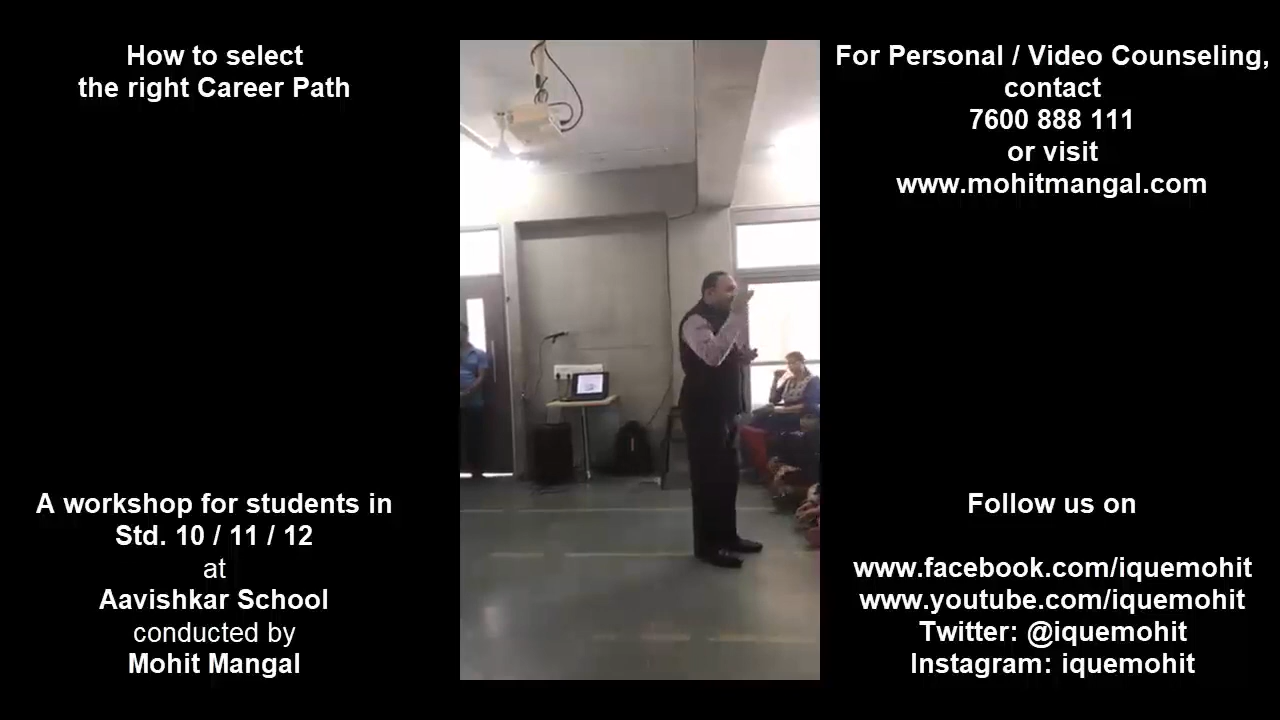 How to select
the right Career Path
A workshop for students in
Std. 10 / 11 / 12
at
Aavishkar School
conducted by
Mohit Mangal
For Personal / Video Counseling,
contact
7600 888 111
or visit
www.mohitmangal.com
Follow us on
www.facebook.com/iquemohit
www.youtube.com/iquemohit
Twitter: @iquemohit
Instagram: iquemohit